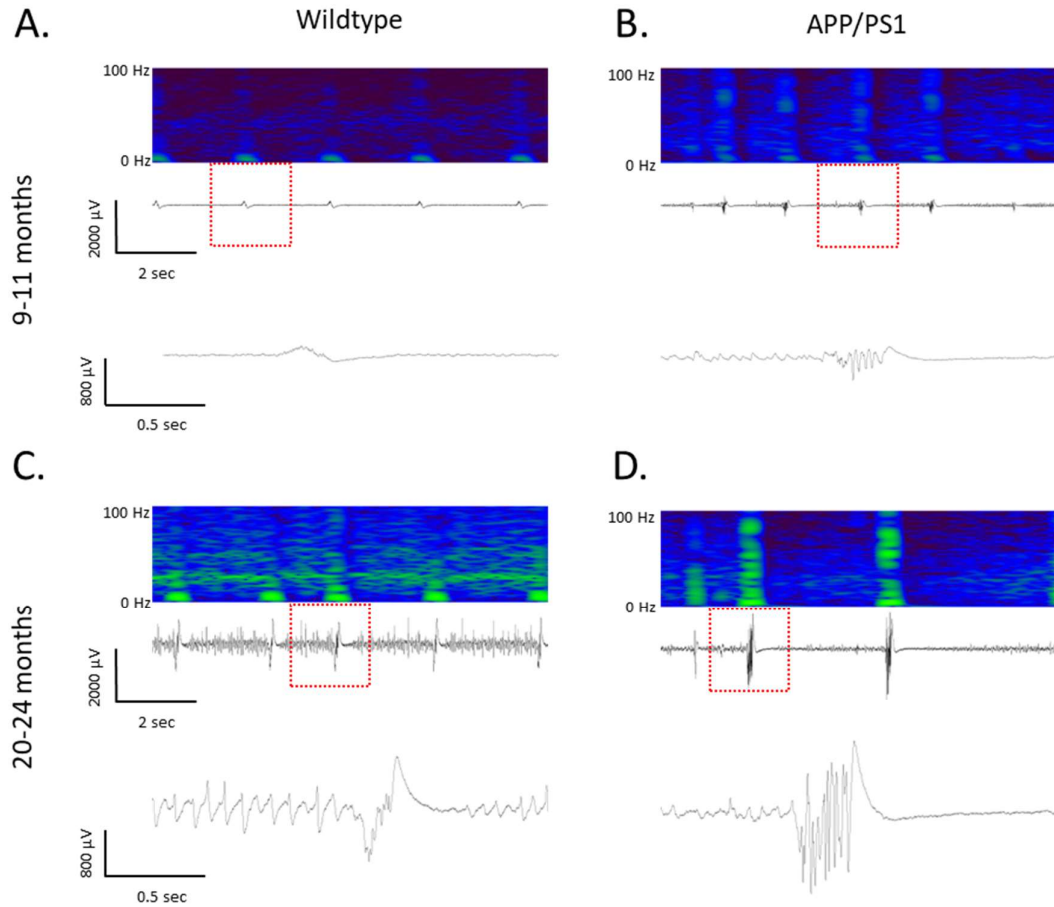 Wildtype
APP/PS1
A.
B.
9-11 months
100 Hz
0 Hz
2000 µV
2 sec
800 µV
0.5 sec
100 Hz
0 Hz
C.
D.
20-24 months
100 Hz
0 Hz
2000 µV
2 sec
800 µV
0.5 sec
100 Hz
0 Hz